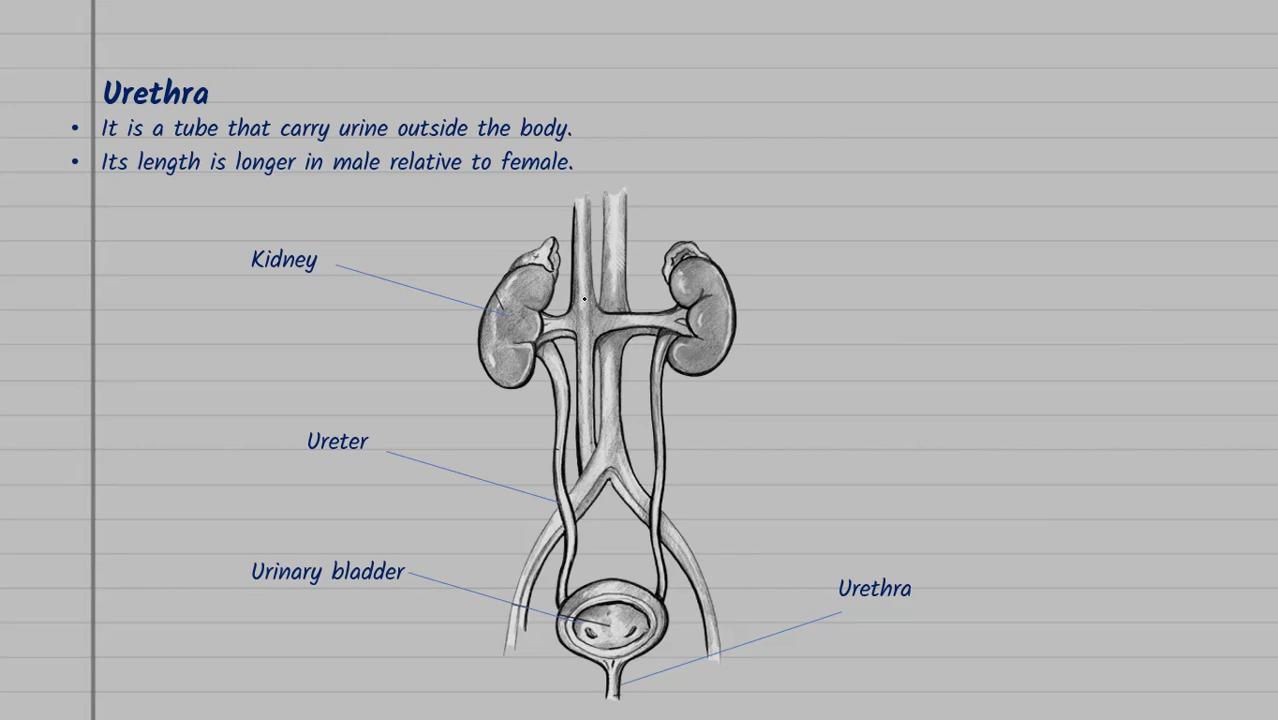 Urethra
• It is a tube that carry urine outside the body.
• Its length is longer in male relative to female.
Kidney
Ureter
Urinary bladder
Urethra